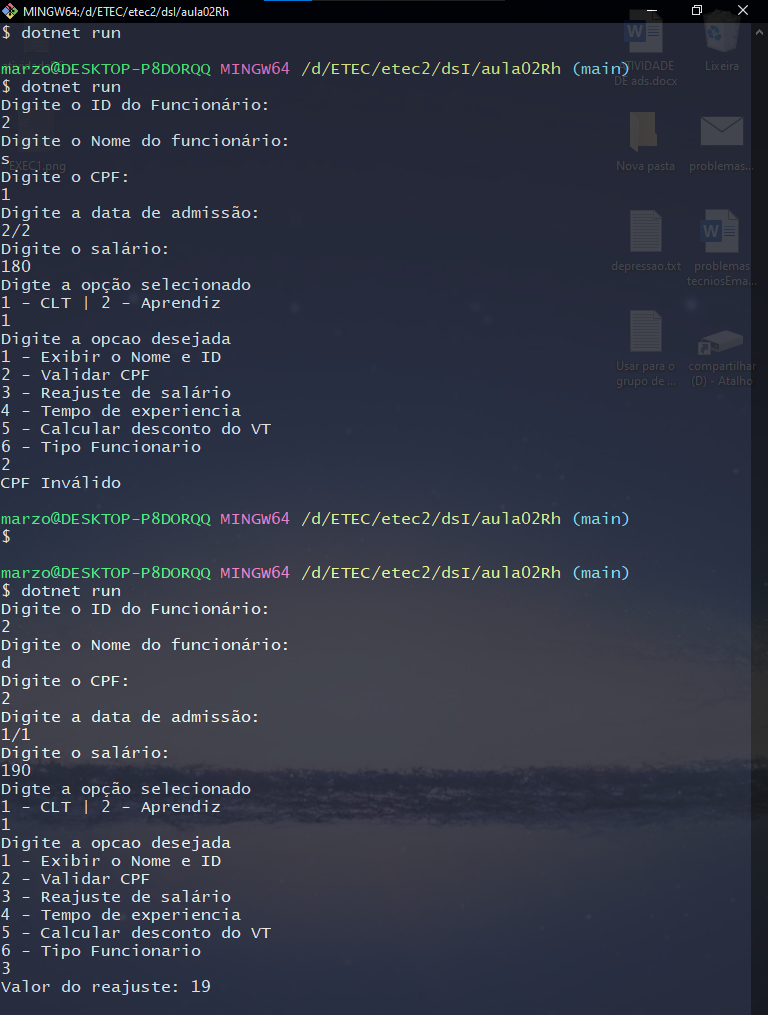 MINGW64:/d/ETEC/etec2/dsI/aula02Rh
$ dotnet run
marzo@DESKTOP-P8DORQQ MINGW64 /d/ETEC/etec2/dsI/aula02Rh (main)
$ dotnet run
Digite o ID do Funcionário:
2
Digite o Nome do funcionário:
s
Digite o CPF:
1
Digite a data de admissão:
2/2
Digite o salário:
180
Digte a opção selecionado
1 - CLT | 2 - Aprendiz
1
Digite a opcao desejada
1 - Exibir o Nome e ID
2 - Validar CPF
3 - Reajuste de salário
4 - Tempo de experiencia
5 - Calcular desconto do VT
6 - Tipo Funcionario
2
CPF Inválido
marzo@DESKTOP-P8DORQQ MINGW64 /d/ETEC/etec2/dsI/aula02Rh (main)
$
marzo@DESKTOP-P8DORQQ MINGW64 /d/ETEC/etec2/dsI/aula02Rh (main)
$ dotnet run
Digite o ID do Funcionário:
2
Digite o Nome do funcionário:
d
Digite o CPF:
2
Digite a data de admissão:
1/1
Digite o salário:
190
Digte a opção selecionado
1 - CLT | 2 - Aprendiz
1
Digite a opcao desejada
1 - Exibir o Nome e ID
2 - Validar CPF
3 - Reajuste de salário
4 - Tempo de experiencia
5 - Calcular desconto do VT
6 - Tipo Funcionario
3
Valor do reajuste: 19
EXEC1.png
ATIVIDADE
DE ads.docx
Lixeira
Nova pasta
problemas...
depressao.txt
problemas
tecniosEma...
Usar para o
grupo de ...
compartilhar
(D) - Atalho